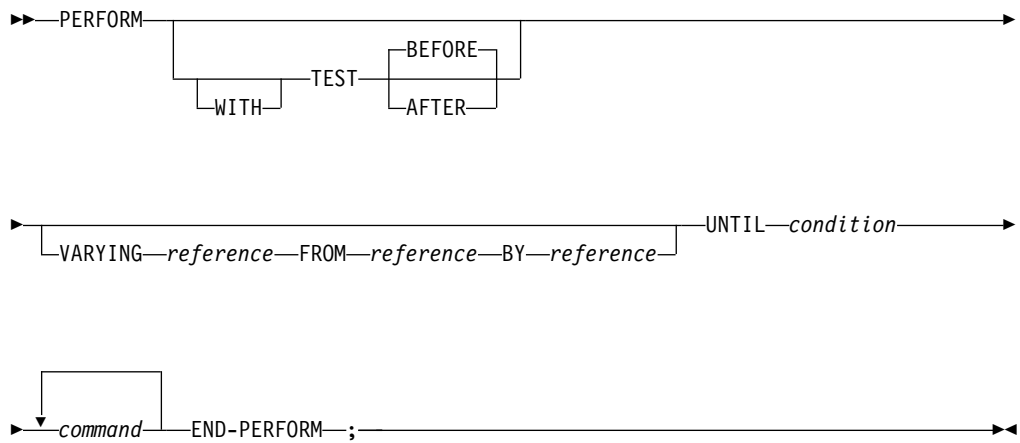 PERFORM
BEFORE
TEST
WITH
AFTER
UNTIL condition
VARYING reference FROM reference BY reference
command END-PERFORM ;